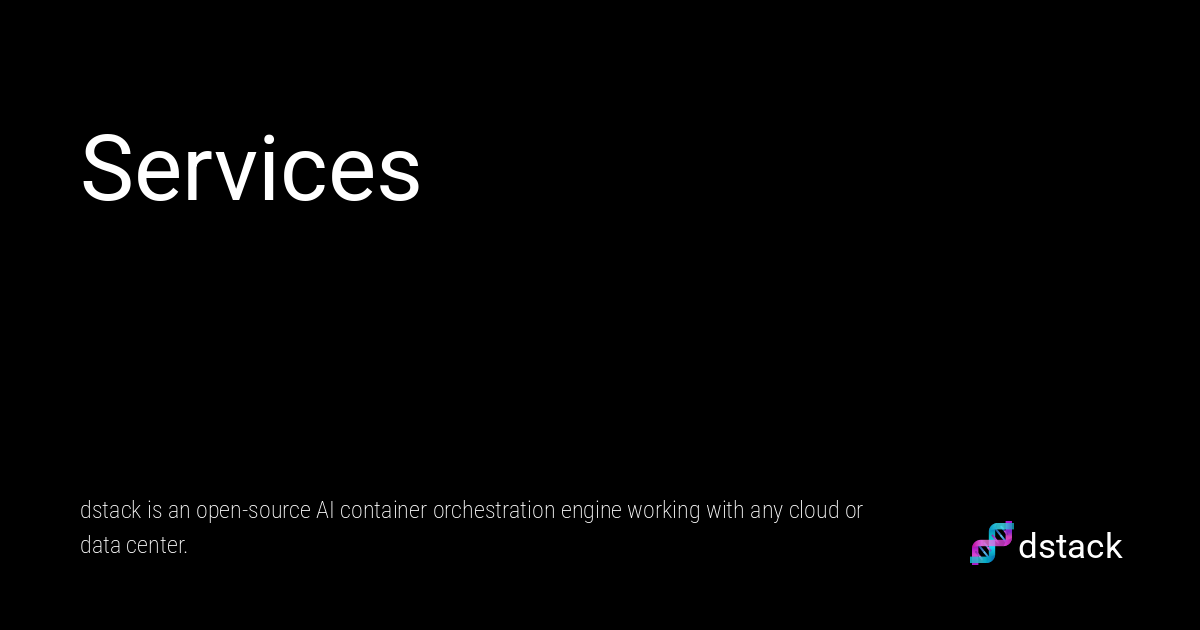 Services
dstack is an open-source AI container orchestration engine working with any cloud or
data center.
dstack